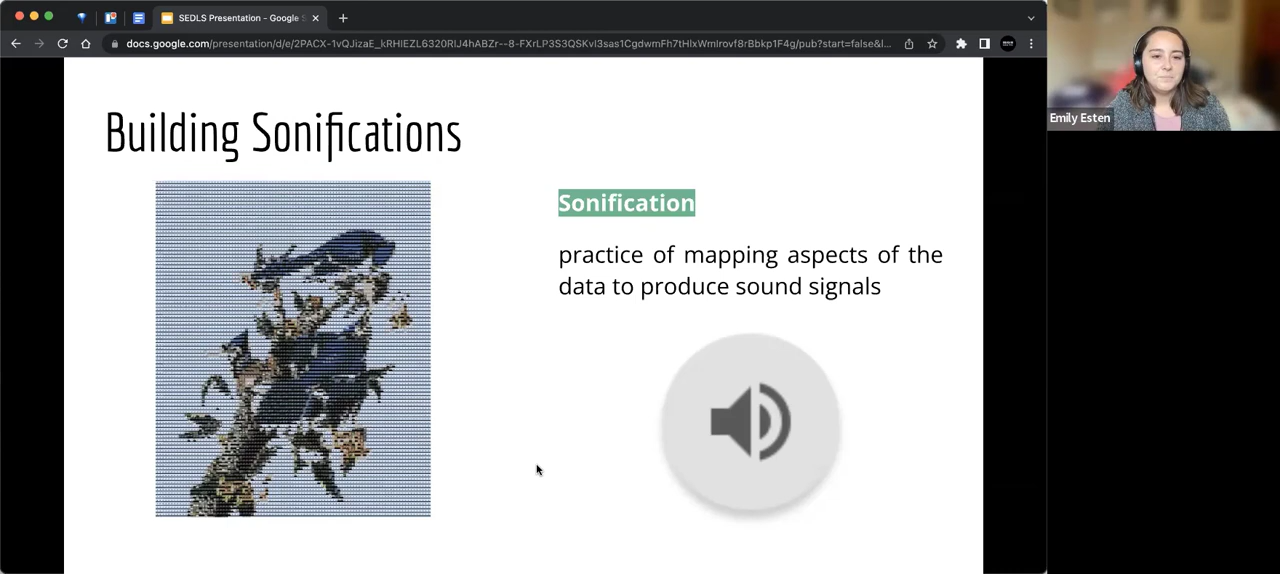 SEDLS Presentation - Google S
docs.google.com/presentation/d/e/2PACX-1vQJizaE_kRHIEZL6320RIJ4hABZr--8-FXrLP3S3QSKvl3sas1CgdwmFh7tHlxWmIrovf8rBbkp1F4g/pub?start=false&l...
Emily Esten
Building Sonifications
Sonification
practice of mapping aspects of the
data to produce sound signals